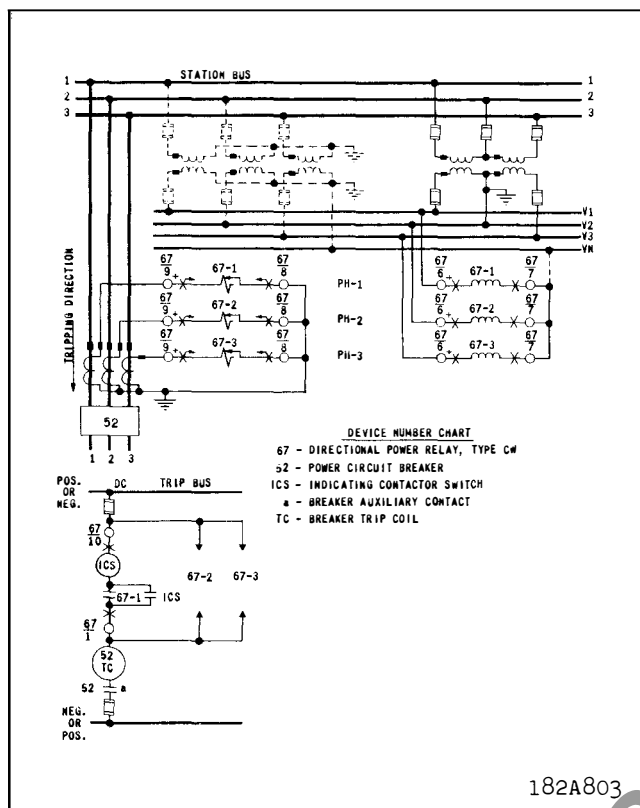 STATION BUS
1 1
2 2
3 3
V1
V2
V3
VN
TRIPPING DIRECTION
67/9 + 67-1 67/8 PH-1 67/6 + 67-1 67/7
67/9 + 67-2 67/8 PH-2 67/6 + 67-2 67/7
67/9 + 67-3 67/8 PH-3 67/6 + 67-3 67/7
52
1 2 3
DEVICE NUMBER CHART
67 - DIRECTIONAL POWER RELAY, TYPE CW
52 - POWER CIRCUIT BREAKER
ICS - INDICATING CONTACTOR SWITCH
a - BREAKER AUXILIARY CONTACT
TC - BREAKER TRIP COIL
POS. OR NEG.
DC TRIP BUS
67/10
ICS
67-1 ICS
67-2 67-3
67/1
52 TC
52 a
NEG. OR POS.
182A803